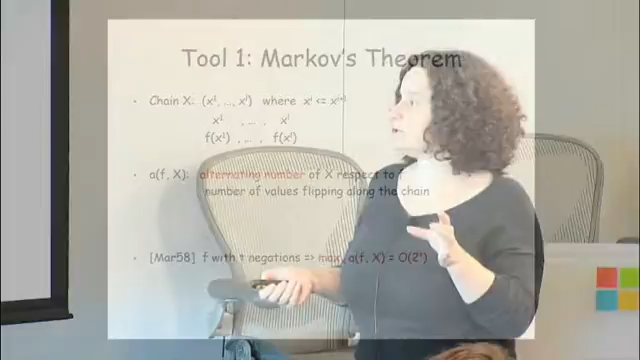 Tool 1: Markov's Theorem
• Chain X: (x¹, ..., xˡ) where xⁱ <= xⁱ⁺¹
x¹ , ... , xˡ
f(x¹) , ... , f(xˡ)
• a(f, X): alternating number of X respect to
number of values flipping along the chain
• [Mar58] f with t negations => max a(f, X) = O(2ᵗ)